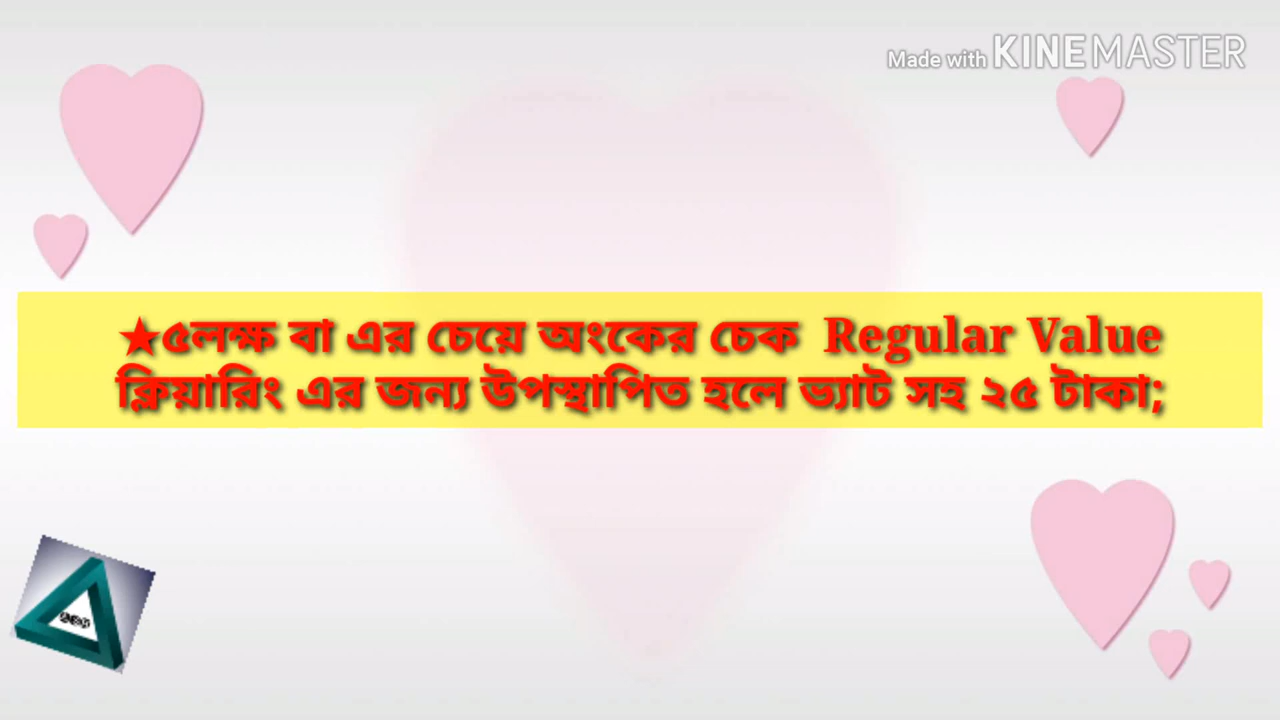 Made with KINEMASTER
★৫লক্ষ বা এর চেয়ে অংকের চেক Regular Value
ক্লিয়ারিং এর জন্য উপস্থাপিত হলে ভ্যাট সহ ২৫ টাকা;